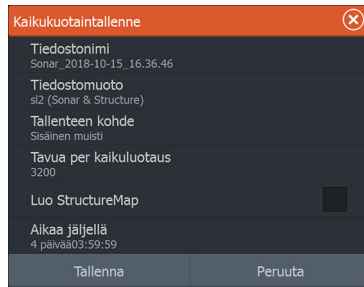 Kaikukuotaintallenne
Tiedostonimi
Sonar_2018-10-15_16.36.46
Tiedostomuoto
sl2 (Sonar & Structure)
Tallenteen kohde
Sisäinen muisti
Tavua per kaikuluotaus
3200
Luo StructureMap
Aikaa jäljellä
4 päivää03:59:59
Tallenna
Peruuta